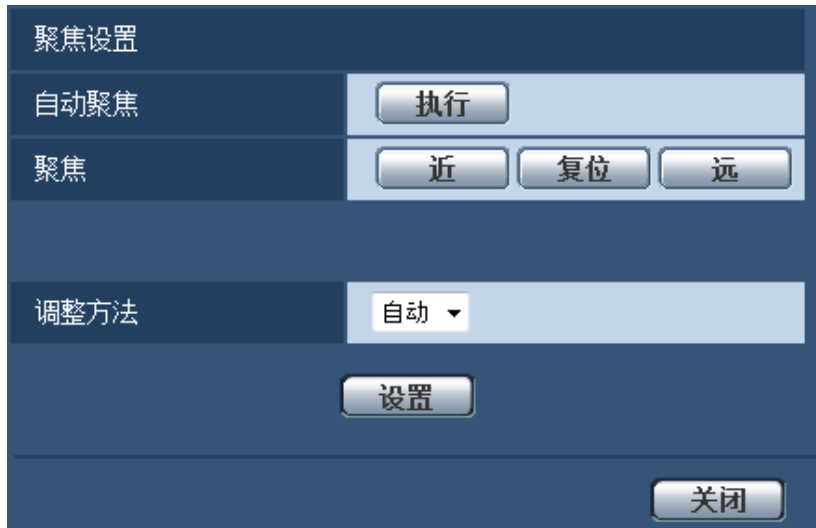 聚焦设置
自动聚焦 执行
聚焦 近 复位 远
调整方法 自动
设置
关闭